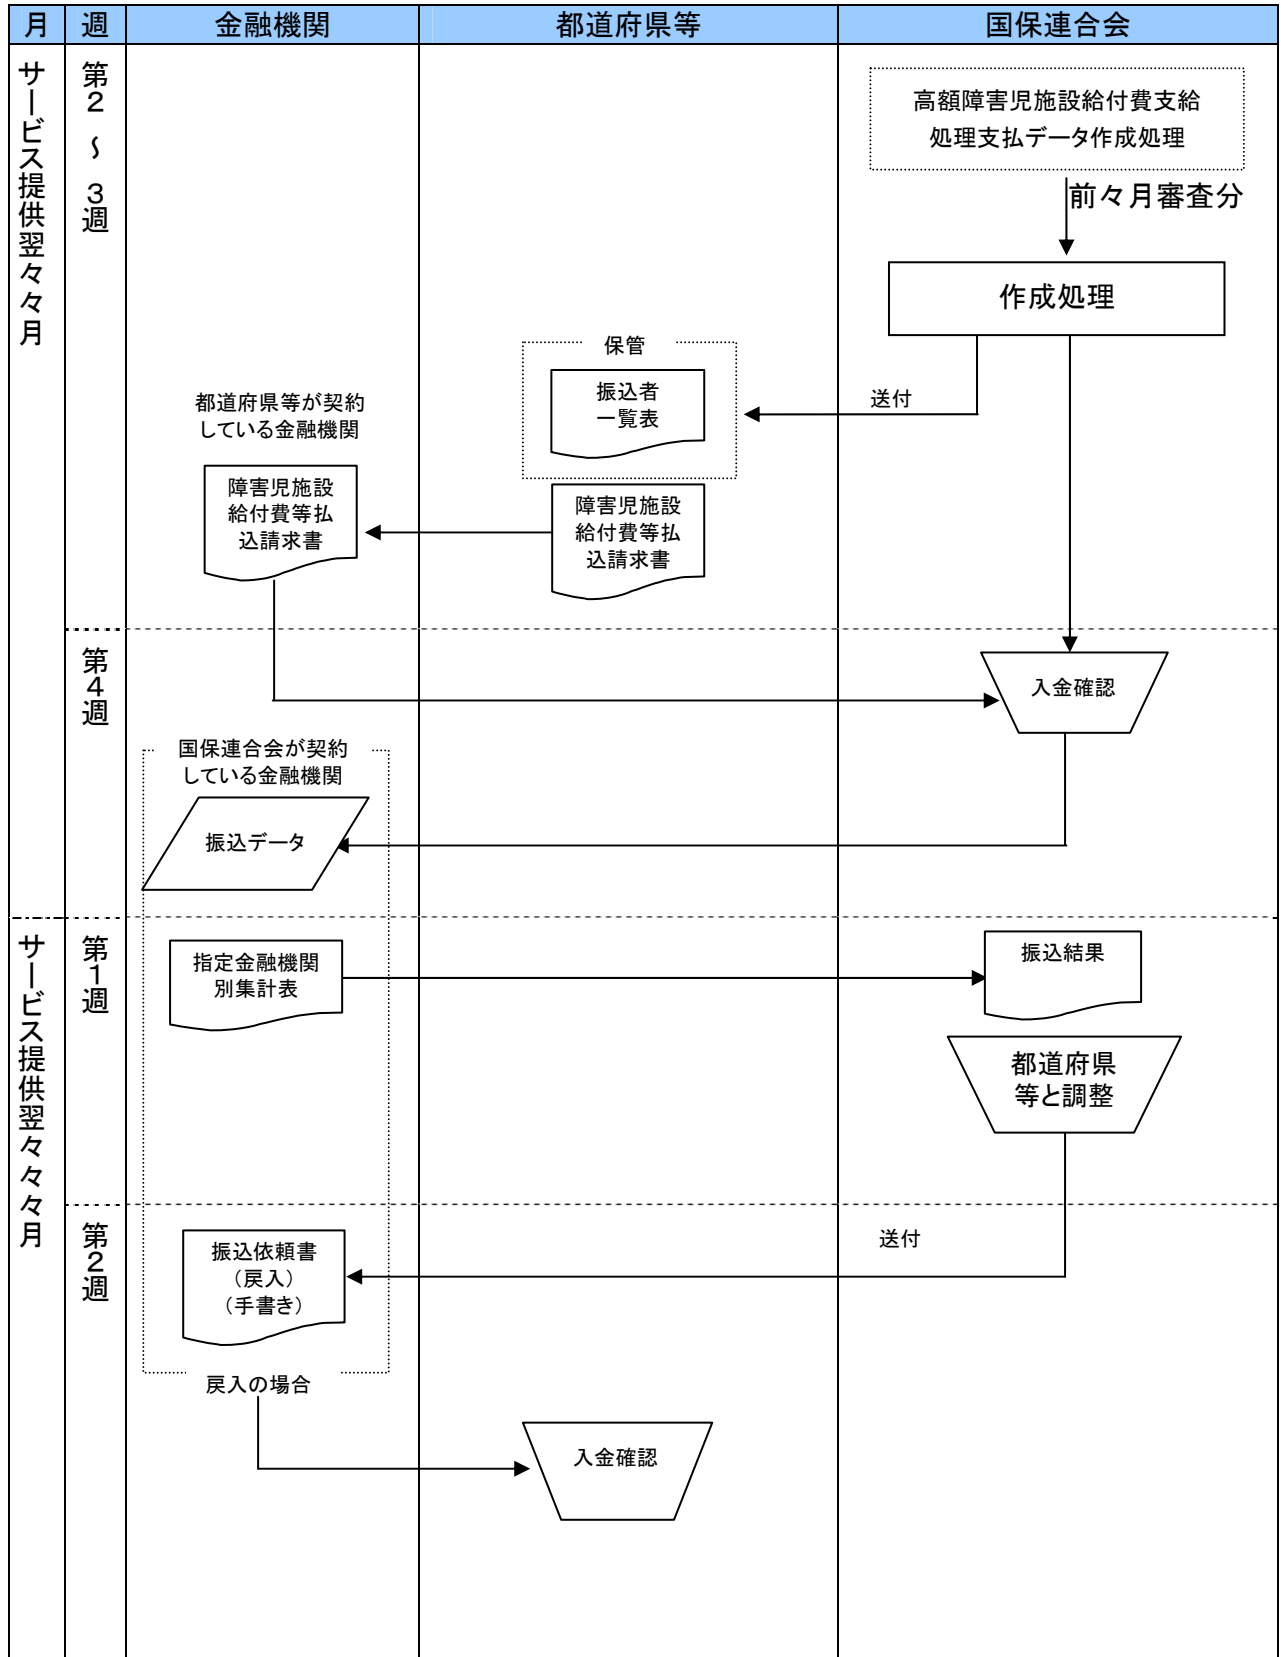 月 週 金融機関 都道府県等 国保連合会
サービス提供翌々月
第2～3週
高額障害児施設給付費支給
処理支払データ作成処理
前々月審査分
作成処理
保管
振込者
一覧表
送付
都道府県等が契約
している金融機関
障害児施設
給付費等払
込請求書
障害児施設
給付費等払
込請求書
第4週
入金確認
国保連合会が契約
している金融機関
振込データ
サービス提供翌々々月
第1週
指定金融機関
別集計表
振込結果
都道府県
等と調整
第2週
送付
振込依頼書
（戻入）
（手書き）
戻入の場合
入金確認